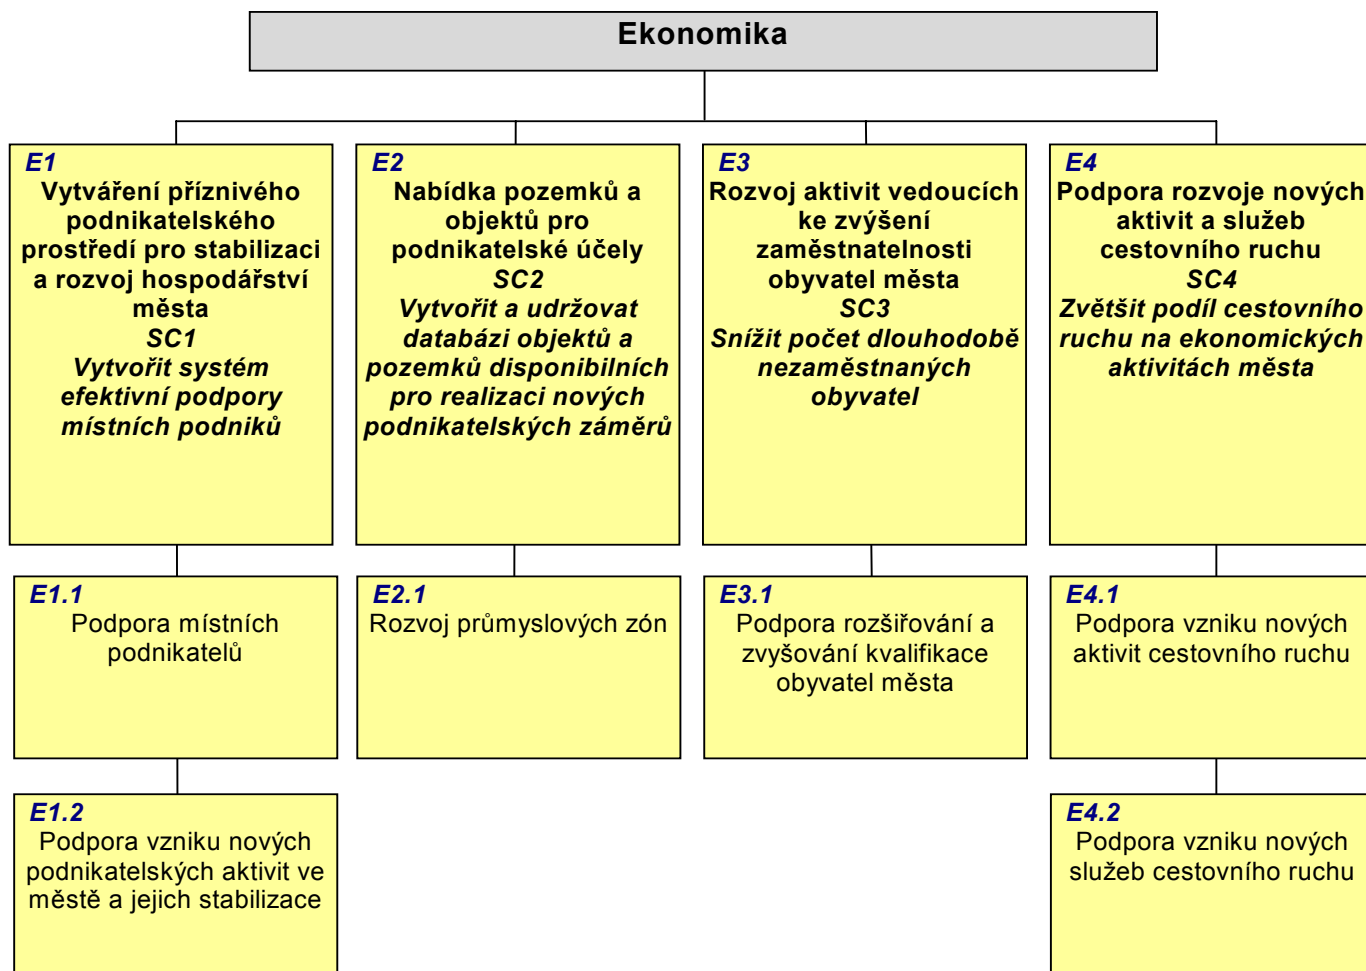 Ekonomika
E1
Vytváření příznivého
podnikatelského
prostředí pro stabilizaci
a rozvoj hospodářství
města
SC1
Vytvořit systém
efektivní podpory
místních podniků
E2
Nabídka pozemků a
objektů pro
podnikatelské účely
SC2
Vytvořit a udržovat
databázi objektů a
pozemků disponibilních
pro realizaci nových
podnikatelských záměrů
E3
Rozvoj aktivit vedoucích
ke zvýšení
zaměstnatelnosti
obyvatel města
SC3
Snížit počet dlouhodobě
nezaměstnaných
obyvatel
E4
Podpora rozvoje nových
aktivit a služeb
cestovního ruchu
SC4
Zvětšit podíl cestovního
ruchu na ekonomických
aktivitách města
E1.1
Podpora místních
podnikatelů
E2.1
Rozvoj průmyslových zón
E3.1
Podpora rozšiřování a
zvyšování kvalifikace
obyvatel města
E4.1
Podpora vzniku nových
aktivit cestovního ruchu
E1.2
Podpora vzniku nových
podnikatelských aktivit ve
městě a jejich stabilizace
E4.2
Podpora vzniku nových
služeb cestovního ruchu